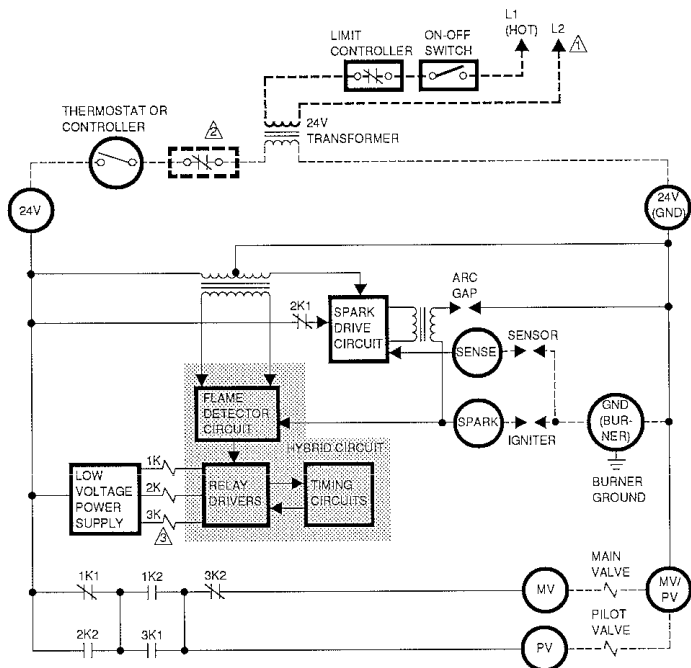 L1
(HOT)
L2
1
LIMIT
CONTROLLER
ON-OFF
SWITCH
THERMOSTAT OR
CONTROLLER
2
24V
TRANSFORMER
24V
24V
(GND)
2K1
SPARK
DRIVE
CIRCUIT
ARC
GAP
SENSE
SENSOR
FLAME
DETECTOR
CIRCUIT
SPARK
IGNITER
GND
(BUR-
NER)
HYBRID CIRCUIT
BURNER
GROUND
LOW
VOLTAGE
POWER
SUPPLY
1K
2K
3K
3
RELAY
DRIVERS
TIMING
CIRCUITS
1K1
1K2
3K2
MV
MAIN
VALVE
MV/
PV
2K2
3K1
PV
PILOT
VALVE